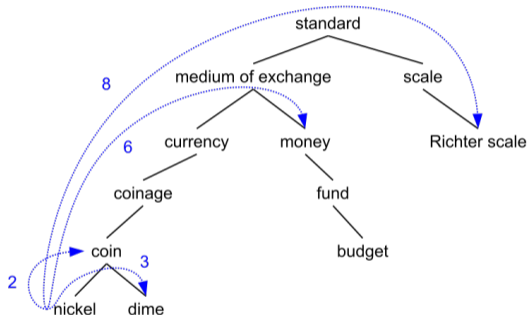 standard
8
medium of exchange
scale
6
currency
money
Richter scale
coinage
fund
coin
budget
3
2
nickel
dime